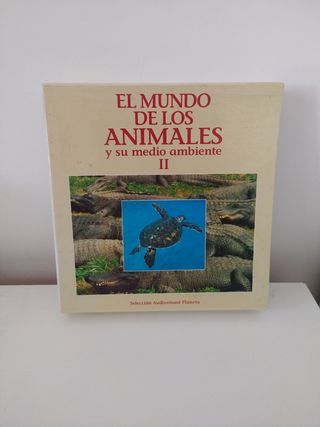 EL MUNDO
DE LOS
ANIMALES
y su medio ambiente
II
Selección Audiovisual Planeta